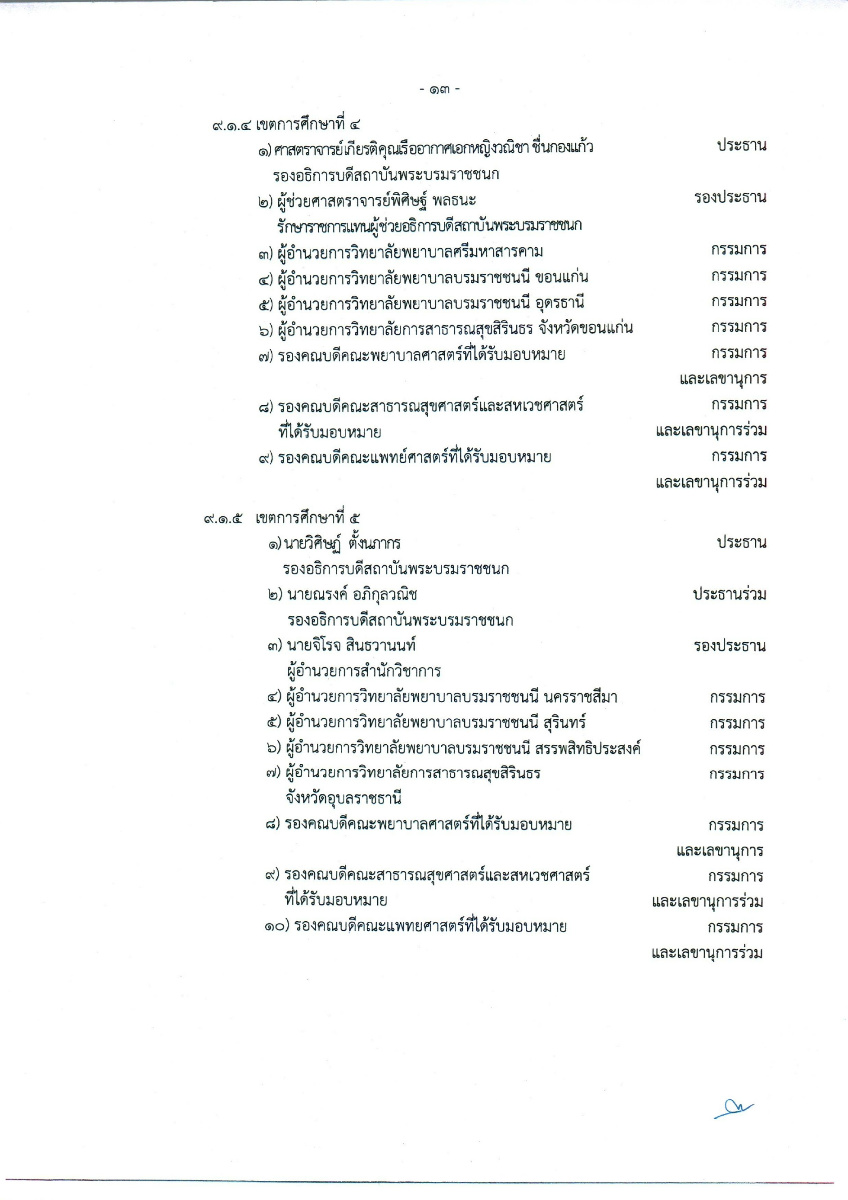 - ๑๓ -
๙.๑.๔ เขตการศึกษาที่ ๔
๑) ศาสตราจารย์เกียรติคุณเรืออากาศเอกหญิงวณิชา ชื่นกองแก้ว ประธาน
รองอธิการบดีสถาบันพระบรมราชชนก
๒) ผู้ช่วยศาสตราจารย์พิศิษฐ์ พลธนะ รองประธาน
รักษาราชการแทนผู้ช่วยอธิการบดีสถาบันพระบรมราชชนก
๓) ผู้อำนวยการวิทยาลัยพยาบาลศรีมหาสารคาม กรรมการ
๔) ผู้อำนวยการวิทยาลัยพยาบาลบรมราชชนนี ขอนแก่น กรรมการ
๕) ผู้อำนวยการวิทยาลัยพยาบาลบรมราชชนนี อุดรธานี กรรมการ
๖) ผู้อำนวยการวิทยาลัยการสาธารณสุขสิรินธร จังหวัดขอนแก่น กรรมการ
๗) รองคณบดีคณะพยาบาลศาสตร์ที่ได้รับมอบหมาย กรรมการ
และเลขานุการ
๘) รองคณบดีคณะสาธารณสุขศาสตร์และสหเวชศาสตร์ กรรมการ
ที่ได้รับมอบหมาย และเลขานุการร่วม
๙) รองคณบดีคณะแพทย์ศาสตร์ที่ได้รับมอบหมาย กรรมการ
และเลขานุการร่วม
๙.๑.๕ เขตการศึกษาที่ ๕
๑) นายวิศิษฎ์ ตั้งนภากร ประธาน
รองอธิการบดีสถาบันพระบรมราชชนก
๒) นายณรงค์ อภิกุลวณิช ประธานร่วม
รองอธิการบดีสถาบันพระบรมราชชนก
๓) นายจิโรจ สินธวานนท์ รองประธาน
ผู้อำนวยการสำนักวิชาการ
๔) ผู้อำนวยการวิทยาลัยพยาบาลบรมราชชนนี นครราชสีมา กรรมการ
๕) ผู้อำนวยการวิทยาลัยพยาบาลบรมราชชนนี สุรินทร์ กรรมการ
๖) ผู้อำนวยการวิทยาลัยพยาบาลบรมราชชนนี สรรพสิทธิประสงค์ กรรมการ
๗) ผู้อำนวยการวิทยาลัยการสาธารณสุขสิรินธร กรรมการ
จังหวัดอุบลราชธานี
๘) รองคณบดีคณะพยาบาลศาสตร์ที่ได้รับมอบหมาย กรรมการ
และเลขานุการ
๙) รองคณบดีคณะสาธารณสุขศาสตร์และสหเวชศาสตร์ กรรมการ
ที่ได้รับมอบหมาย และเลขานุการร่วม
๑๐) รองคณบดีคณะแพทยศาสตร์ที่ได้รับมอบหมาย กรรมการ
และเลขานุการร่วม